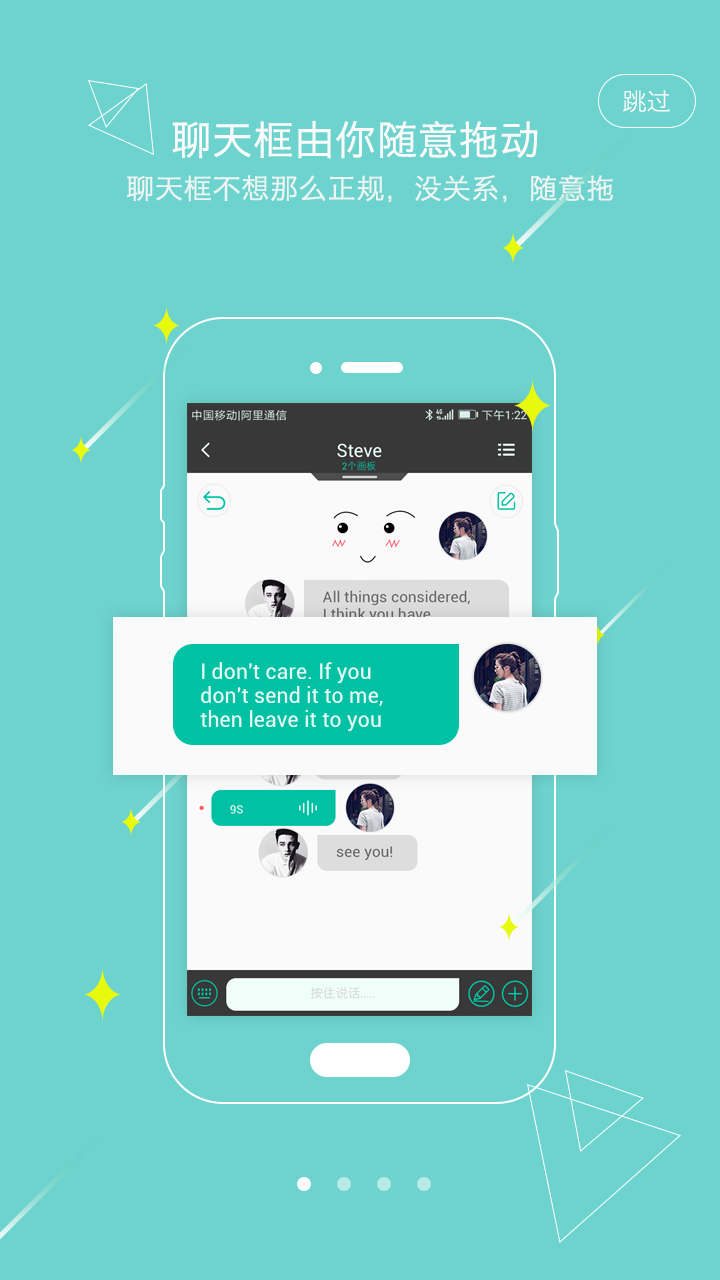 跳过
聊天框由你随意拖动
聊天框不想那么正规，没关系，随意拖
中国移动|阿里通信
4G
下午1:22
Steve
2个画板
All things considered,
I think you have
I don't care. If you
don't send it to me,
then leave it to you
9S
see you!
按住说话.....